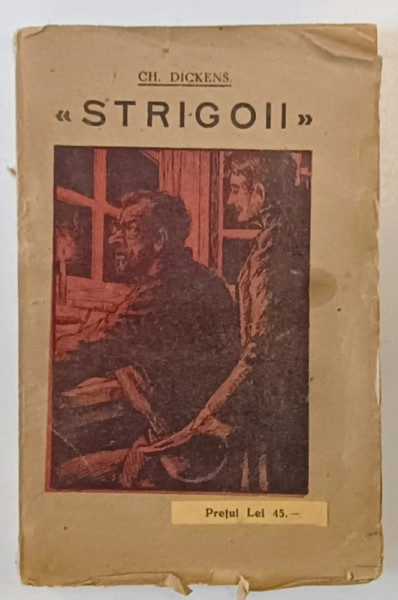 CH. DICKENS.
« STRIGOII »
Prețul Lei 45.—